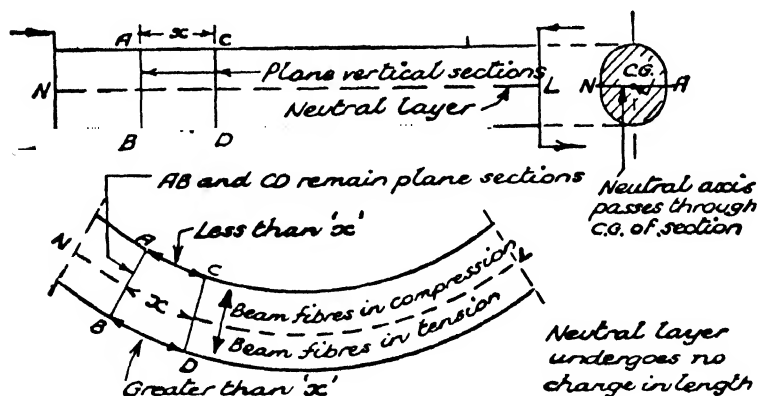 A x C
Plane vertical sections
N L
Neutral layer
B D
C.G.
N A
Neutral axis
passes through
C.G. of section
AB and CD remain plane sections
Less than 'x'
N A C L
x
B D
Beam fibres in compression
Beam fibres in tension
Greater than 'x'
Neutral layer
undergoes no
change in length